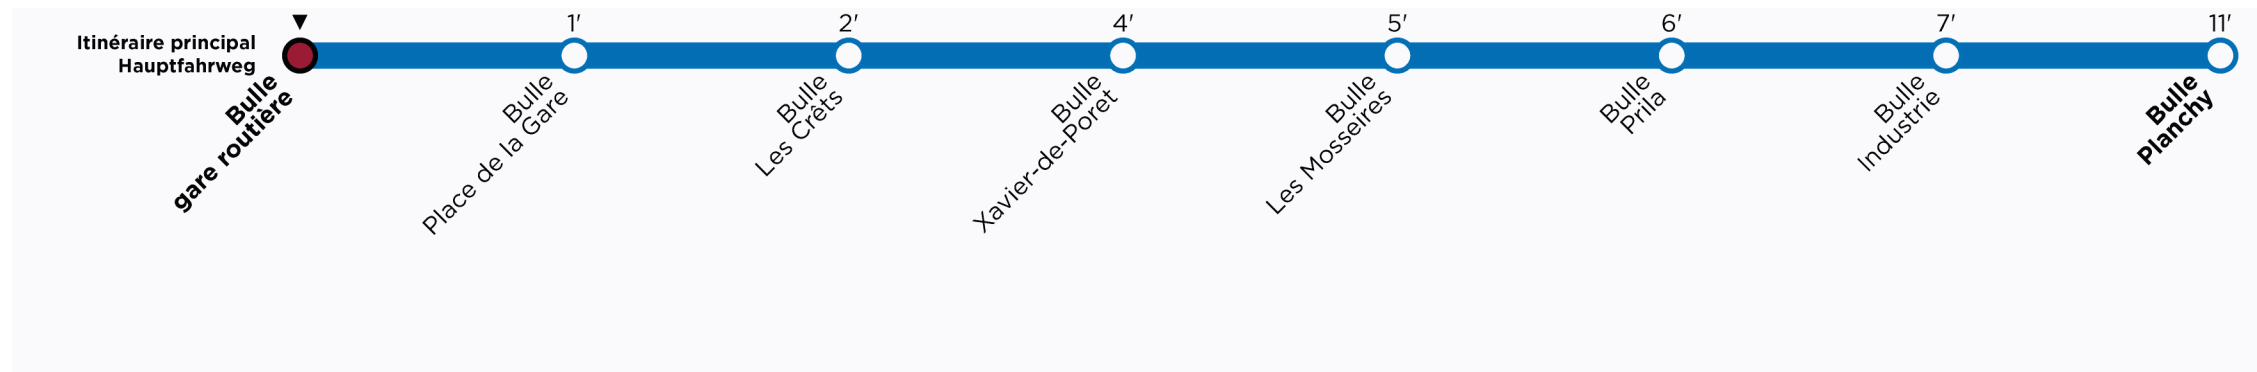 ▼
1'
2'
4'
5'
6'
7'
11'
Itinéraire principal
Hauptfahrweg
Bulle
gare routière
Bulle
Place de la Gare
Bulle
Les Crêts
Bulle
Xavier-de-Poret
Bulle
Les Mosseires
Bulle
Prila
Bulle
Industrie
Bulle
Planchy